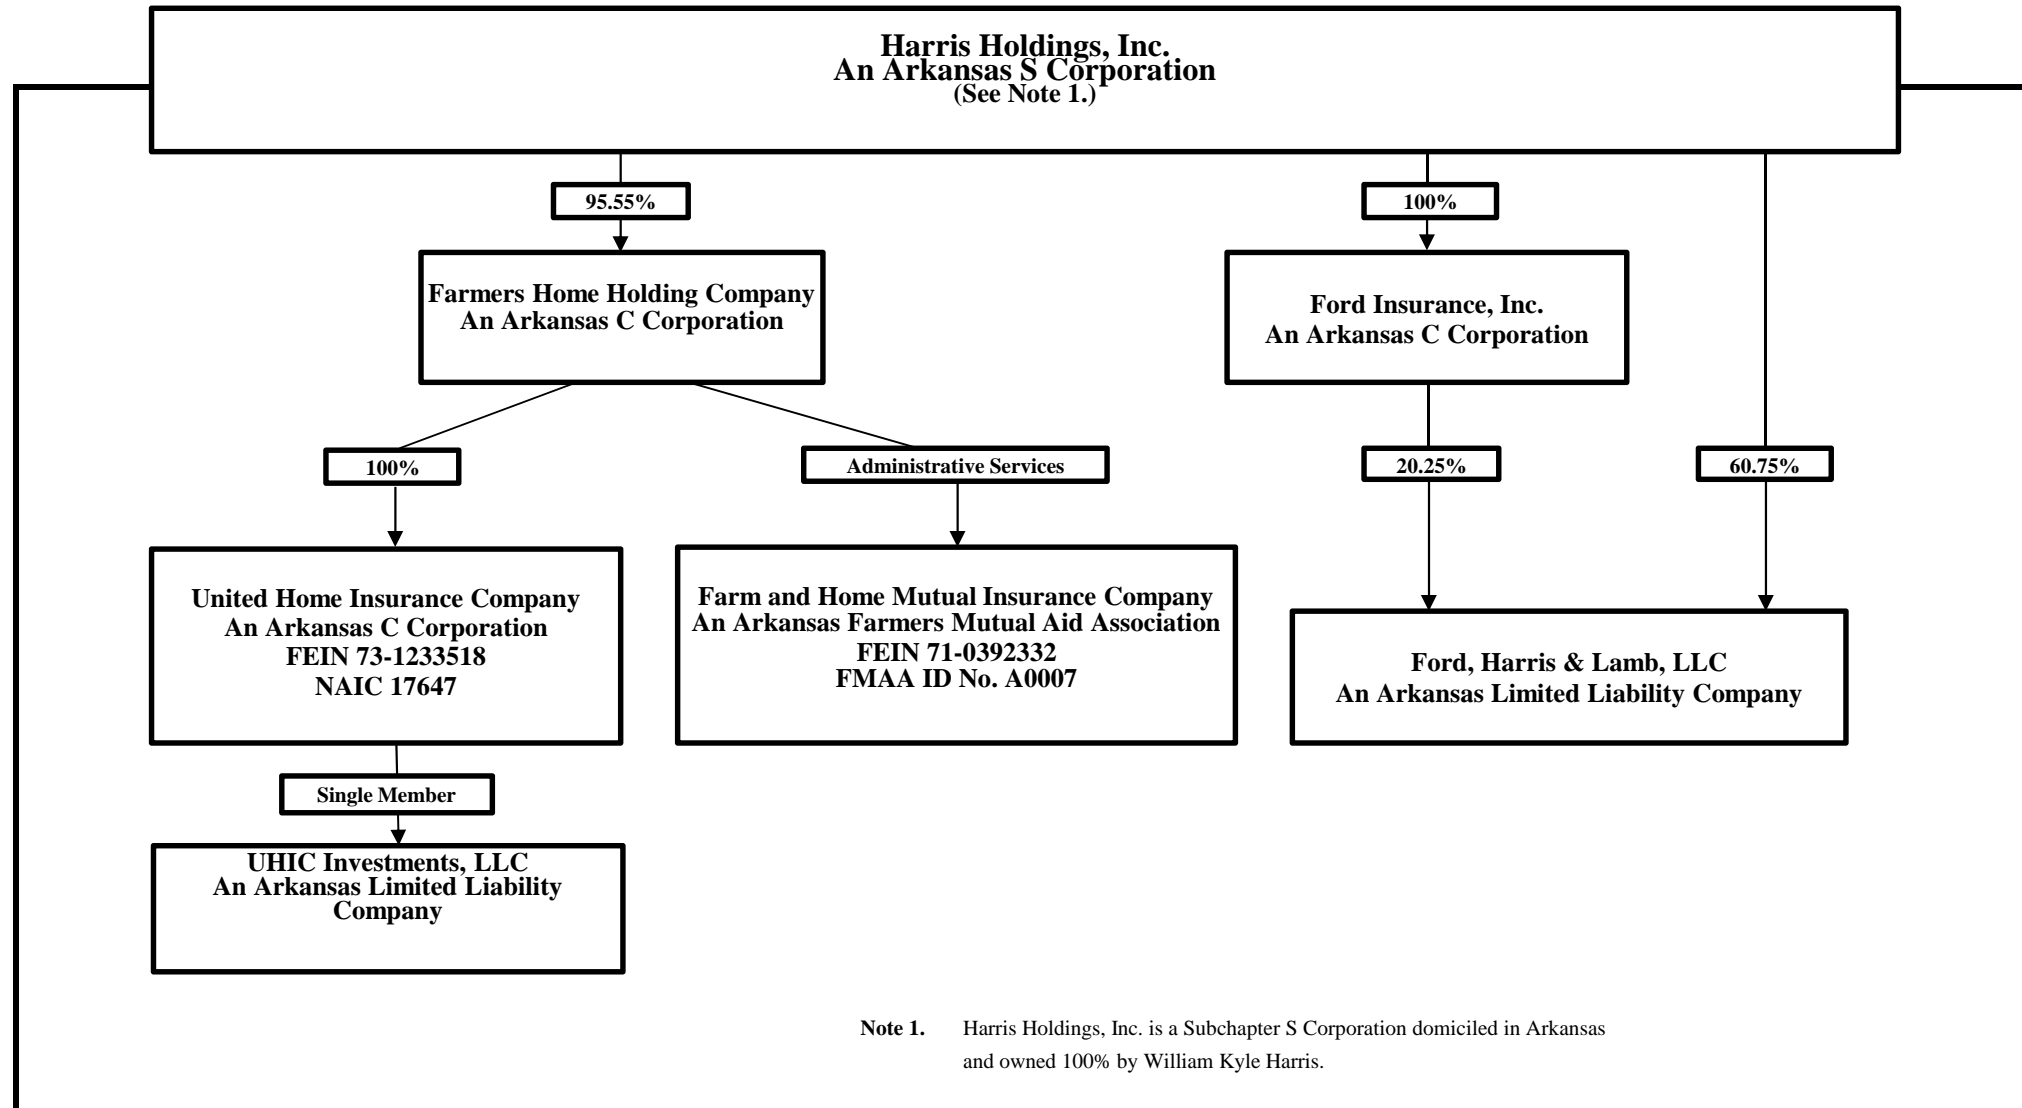 Harris Holdings, Inc.
An Arkansas S Corporation
(See Note 1.)
95.55%
100%
Farmers Home Holding Company
An Arkansas C Corporation
Ford Insurance, Inc.
An Arkansas C Corporation
100%
Administrative Services
20.25%
60.75%
United Home Insurance Company
An Arkansas C Corporation
FEIN 73-1233518
NAIC 17647
Farm and Home Mutual Insurance Company
An Arkansas Farmers Mutual Aid Association
FEIN 71-0392332
FMAA ID No. A0007
Ford, Harris & Lamb, LLC
An Arkansas Limited Liability Company
Single Member
UHIC Investments, LLC
An Arkansas Limited Liability
Company
Note 1. Harris Holdings, Inc. is a Subchapter S Corporation domiciled in Arkansas
and owned 100% by William Kyle Harris.